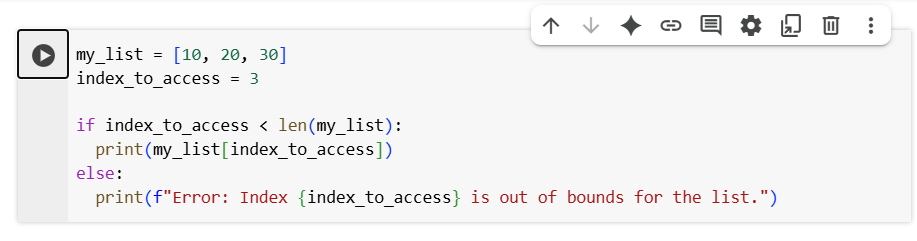 my_list = [10, 20, 30]
index_to_access = 3

if index_to_access < len(my_list):
  print(my_list[index_to_access])
else:
  print(f"Error: Index {index_to_access} is out of bounds for the list.")